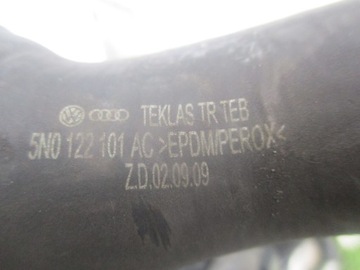 TEKLAS TR TEB
5N0 122 101 AC >EPDM/PEROX<
Z.D.02.09.09